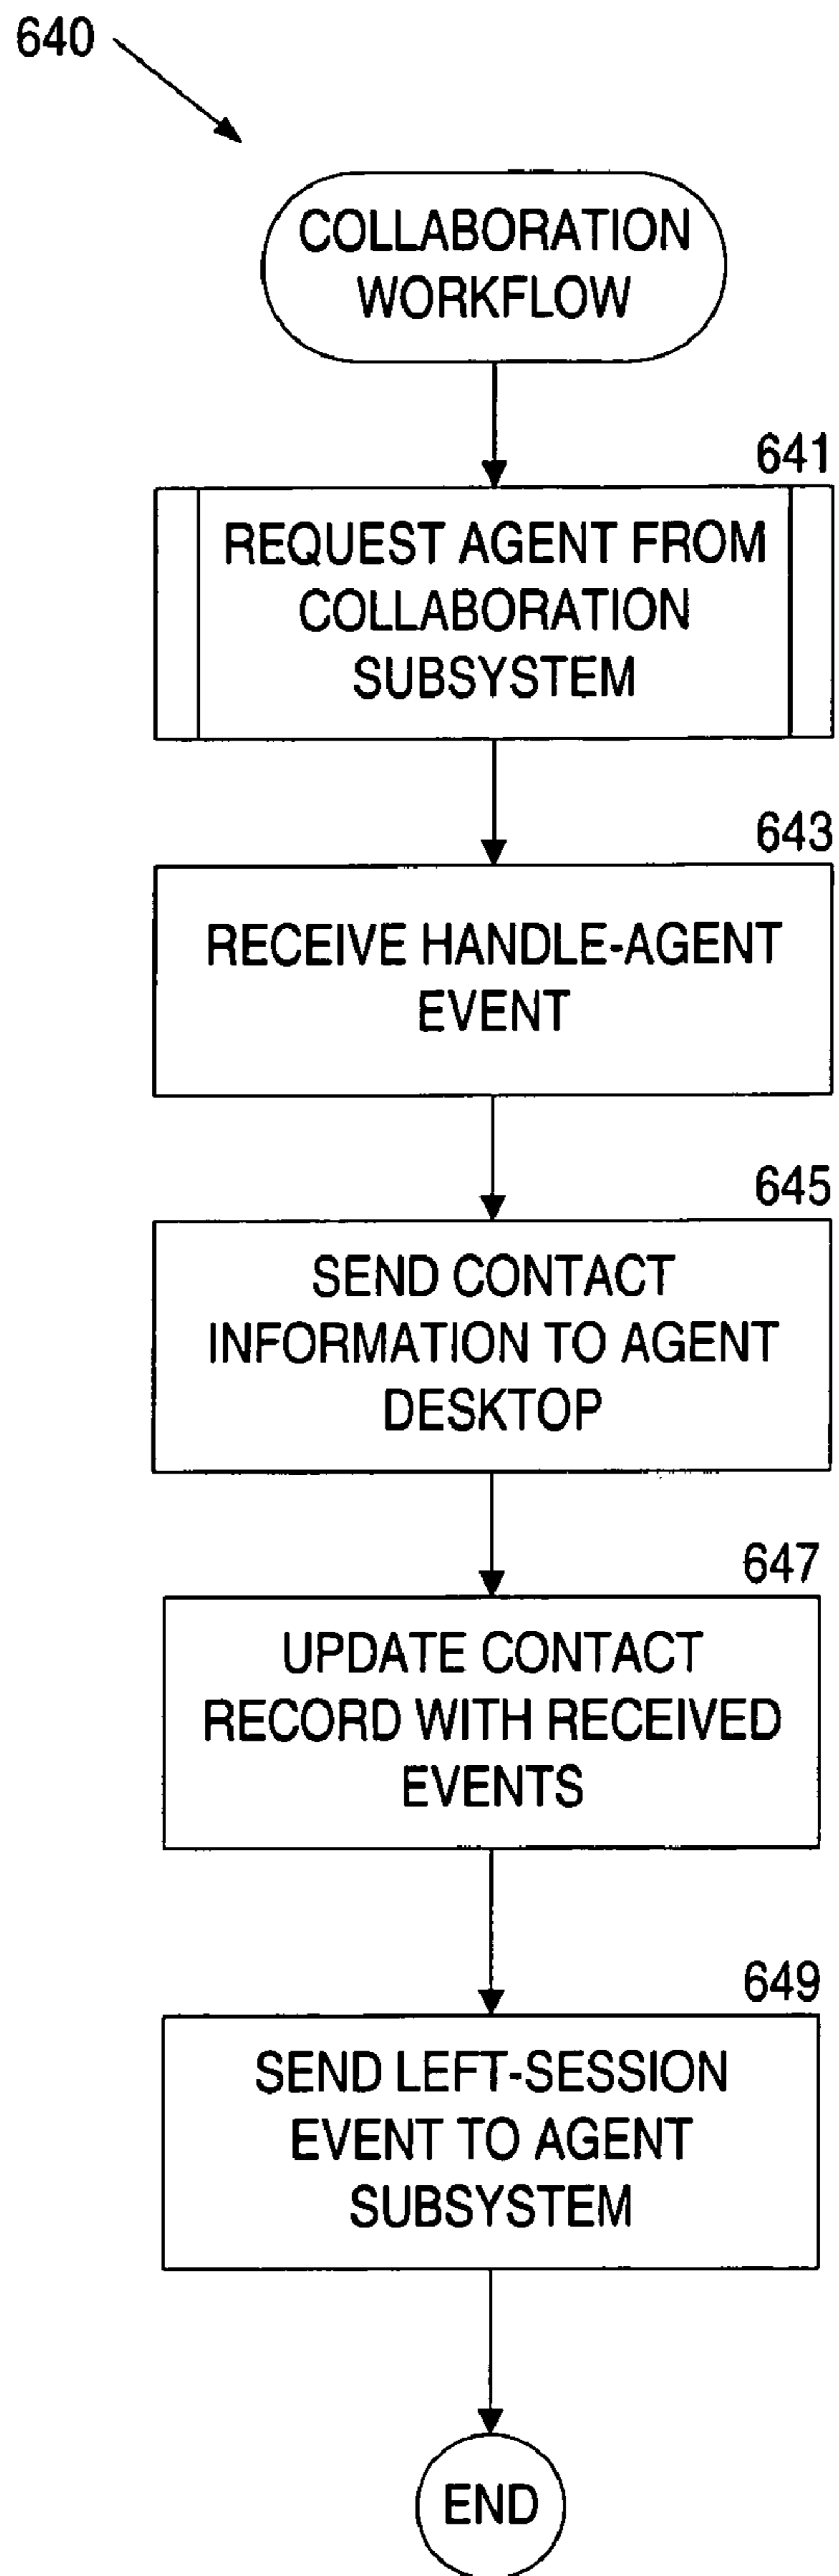 640
COLLABORATION
WORKFLOW
641
REQUEST AGENT FROM
COLLABORATION
SUBSYSTEM
643
RECEIVE HANDLE-AGENT
EVENT
645
SEND CONTACT
INFORMATION TO AGENT
DESKTOP
647
UPDATE CONTACT
RECORD WITH RECEIVED
EVENTS
649
SEND LEFT-SESSION
EVENT TO AGENT
SUBSYSTEM
END